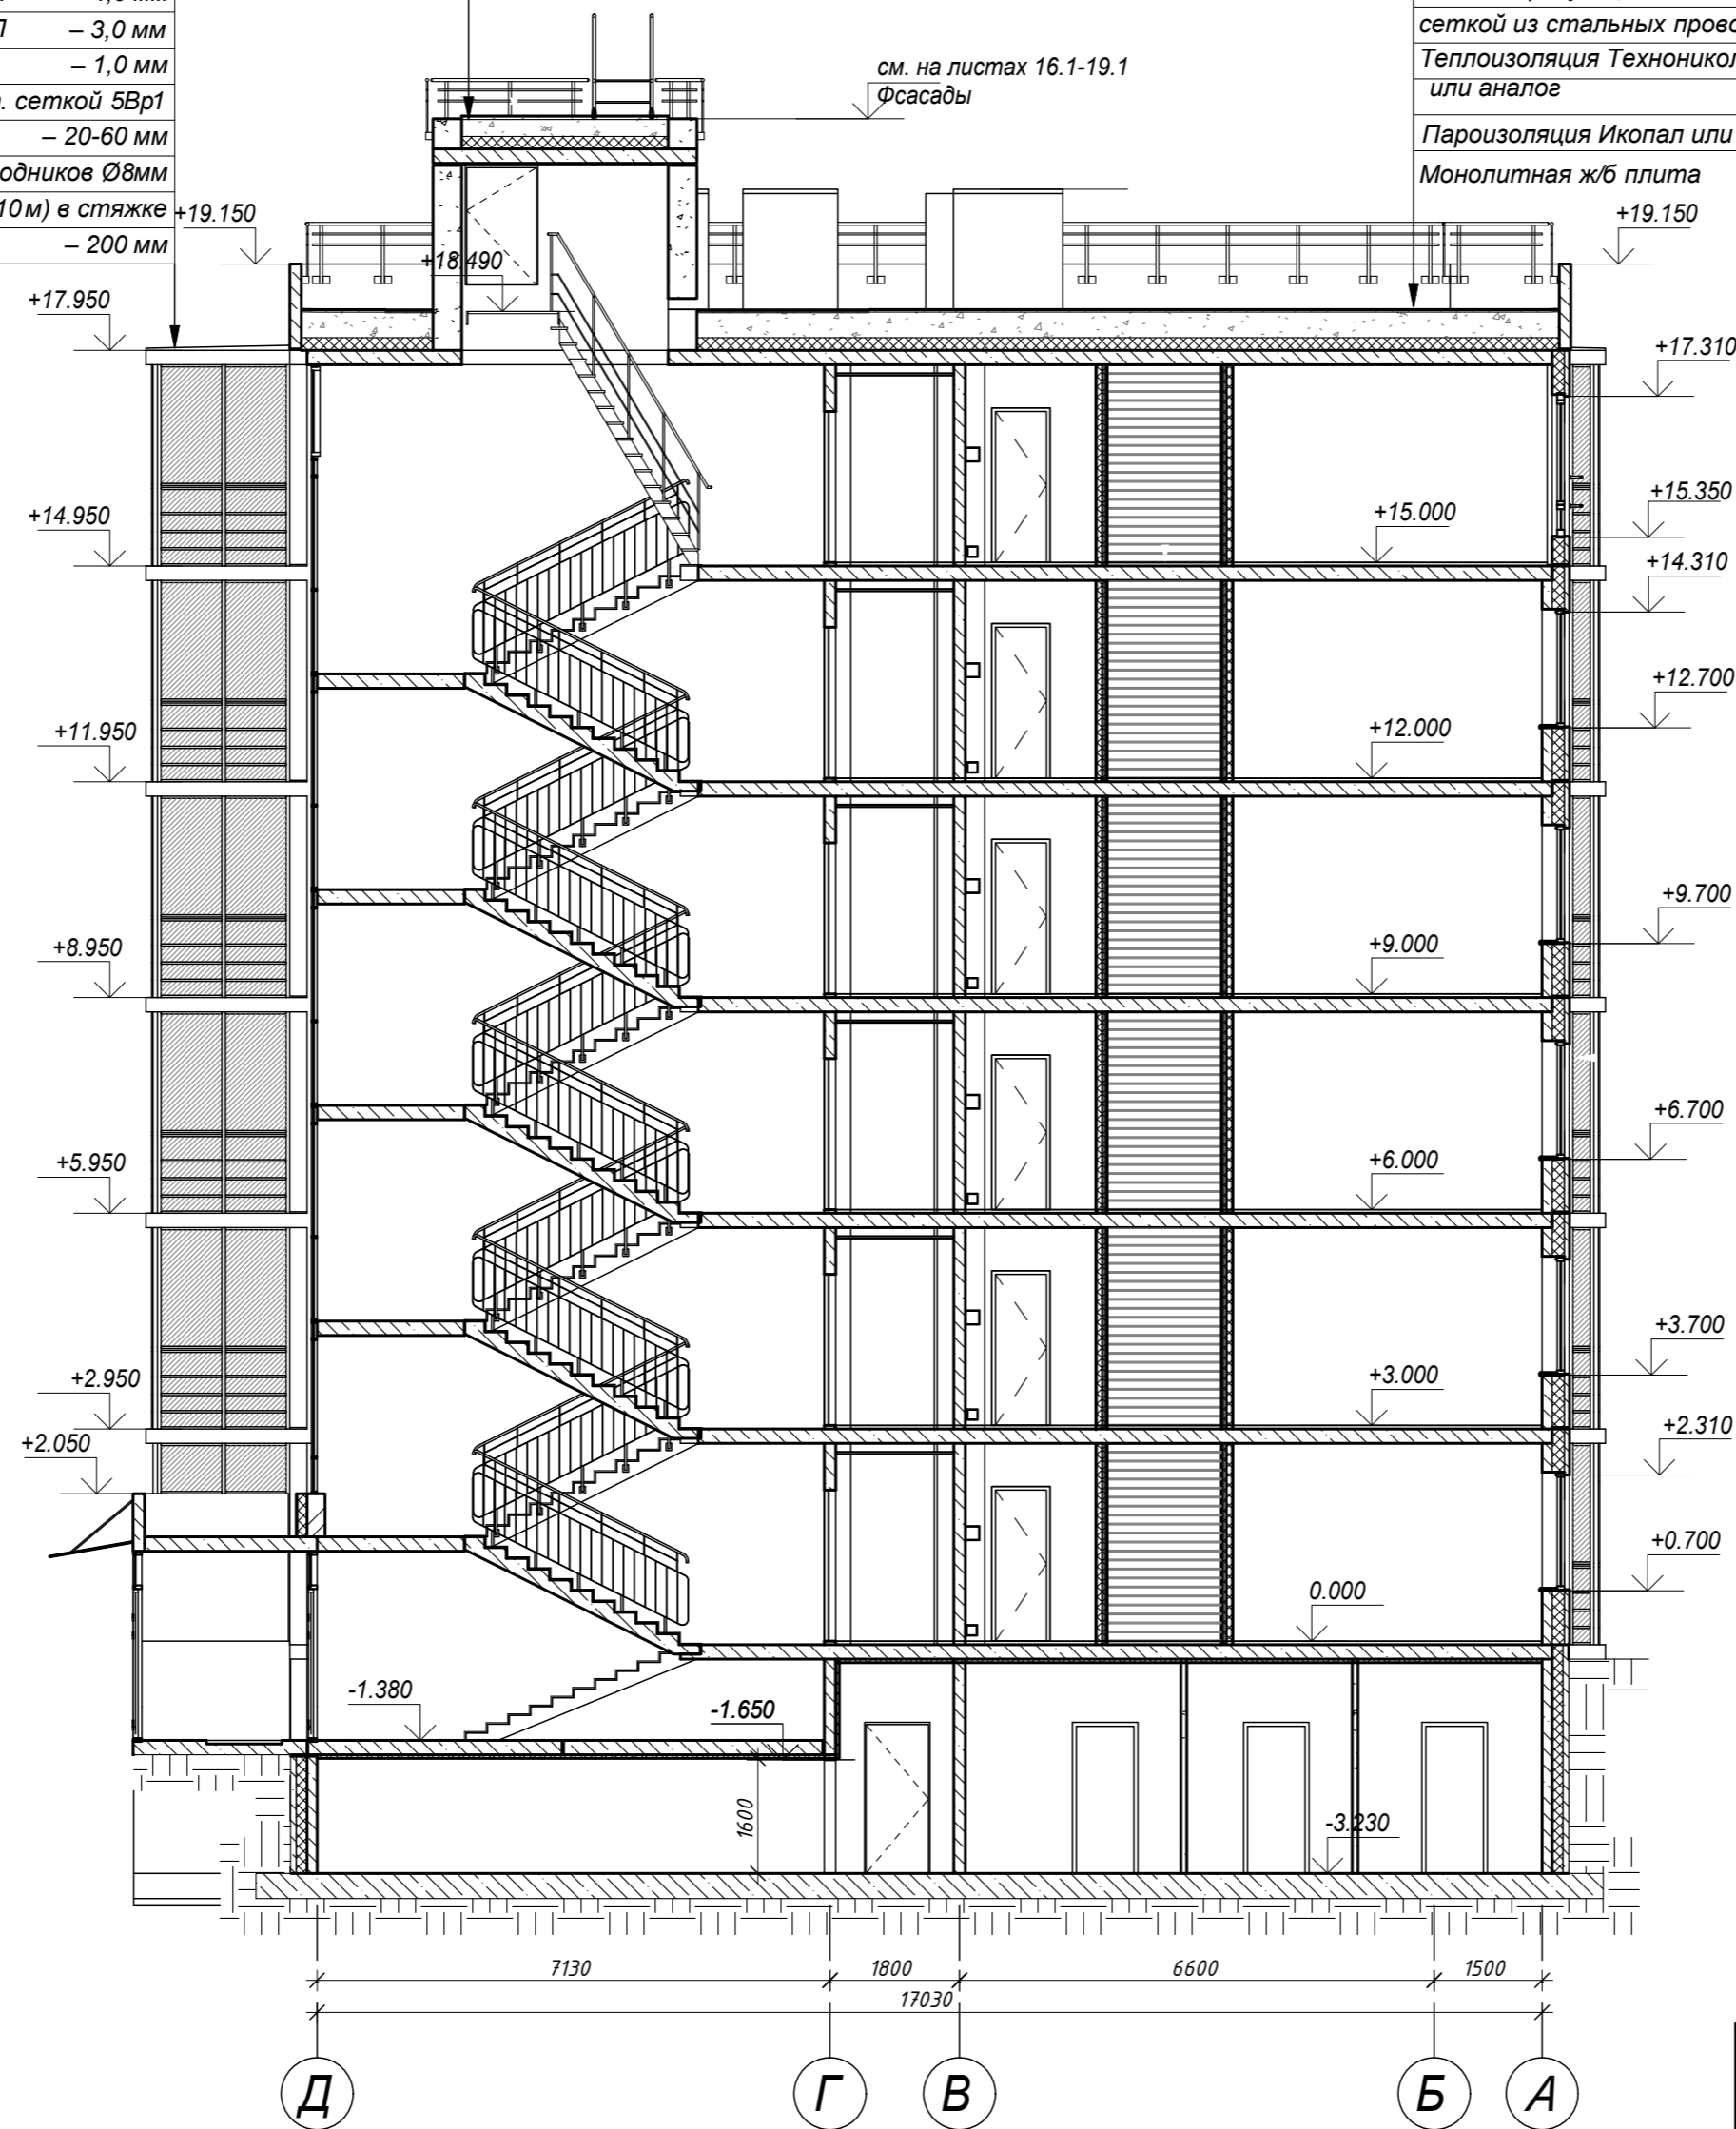 – 3,0 мм
– 1,0 мм
сеткой 5Вр1
– 20-60 мм
Ø8мм
10м) в стяжке
– 200 мм
см. на листах 16.1-19.1
Фсасады
сеткой из стальных
Теплоизоляция
или аналог
Пароизоляция Икопал или
Монолитная ж/б плита
+19.150
+19.150
+18.490
+17.950
+17.310
+15.350
+15.000
+14.950
+14.310
+12.700
+12.000
+11.950
+9.700
+9.000
+8.950
+6.700
+6.000
+5.950
+3.700
+3.000
+2.950
+2.310
+2.050
+0.700
0.000
-1.380
-1.650
1600
-3.230
7130
1800
6600
1500
17030
Д
Г
В
Б
А